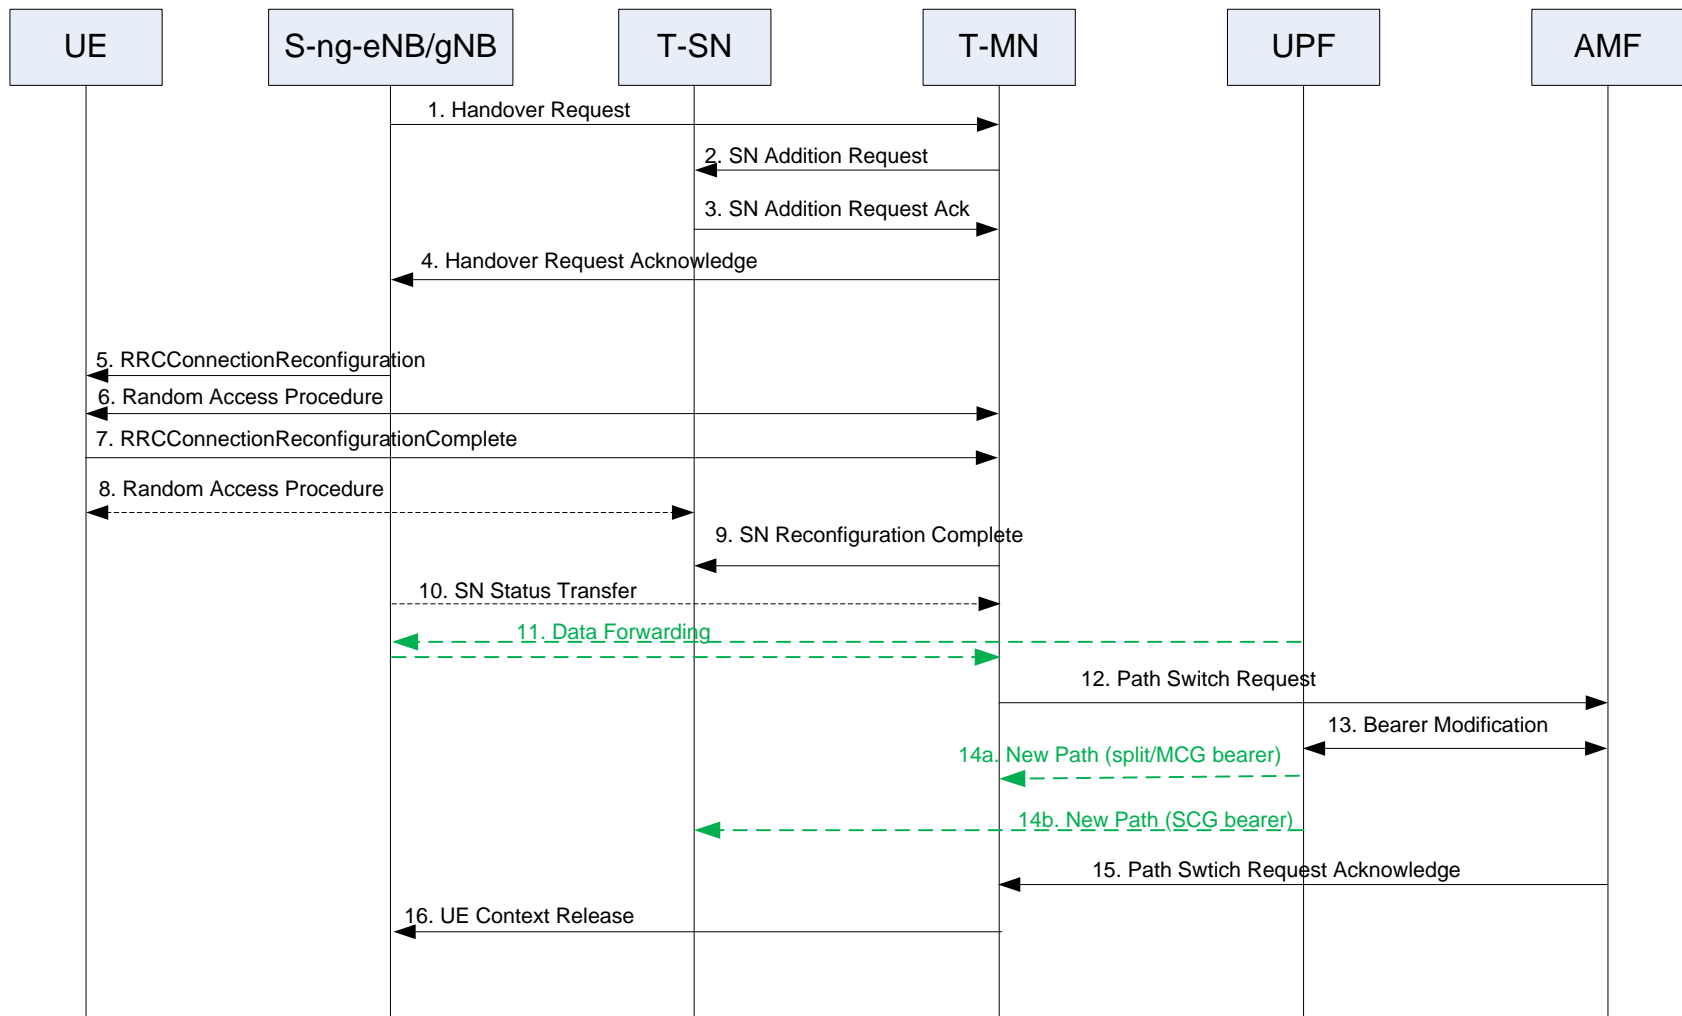 UE
S-ng-eNB/gNB
T-SN
T-MN
UPF
AMF
1. Handover Request
2. SN Addition Request
3. SN Addition Request Ack
4. Handover Request Acknowledge
5. RRCConnectionReconfiguration
6. Random Access Procedure
7. RRCConnectionReconfigurationComplete
8. Random Access Procedure
9. SN Reconfiguration Complete
10. SN Status Transfer
11. Data Forwarding
12. Path Switch Request
13. Bearer Modification
14a. New Path (split/MCG bearer)
14b. New Path (SCG bearer)
15. Path Swtich Request Acknowledge
16. UE Context Release